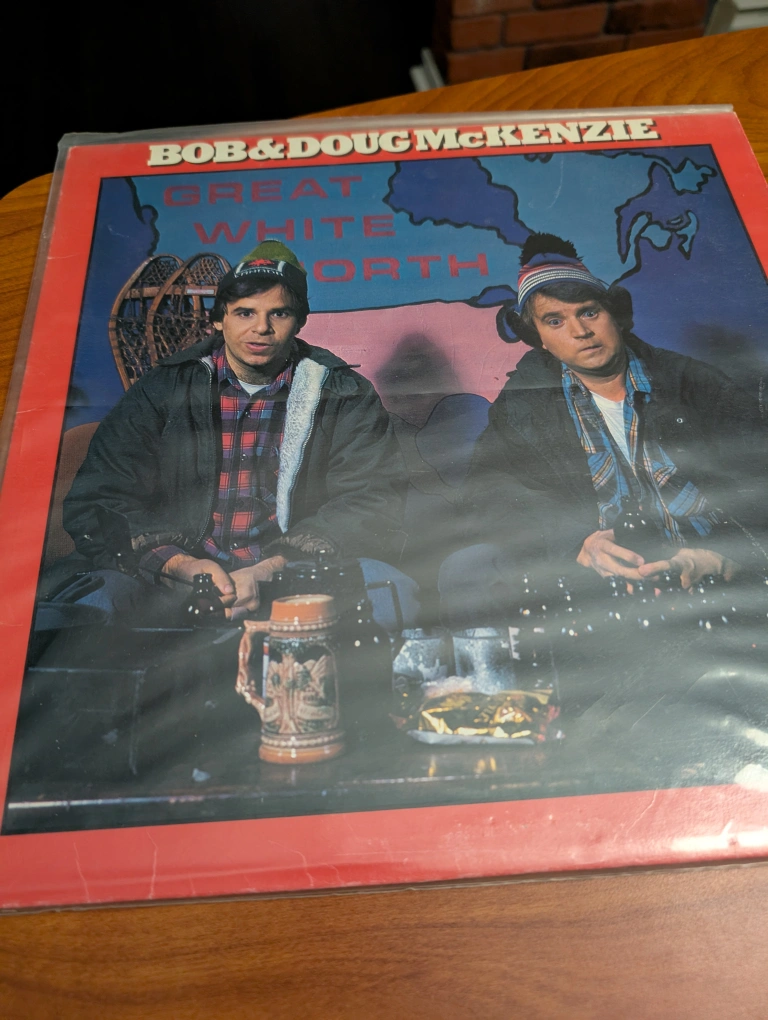 BOB & DOUG McKENZIE
GREAT
WHITE
ORTH